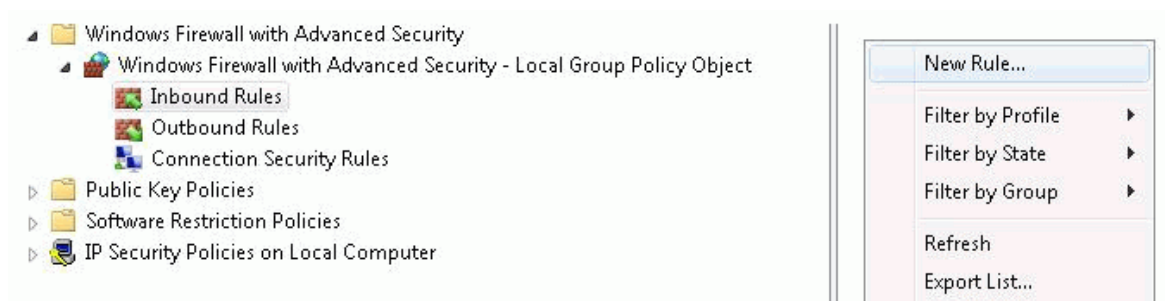 Windows Firewall with Advanced Security
Windows Firewall with Advanced Security - Local Group Policy Object
Inbound Rules
Outbound Rules
Connection Security Rules
Public Key Policies
Software Restriction Policies
IP Security Policies on Local Computer
New Rule...
Filter by Profile
Filter by State
Filter by Group
Refresh
Export List...